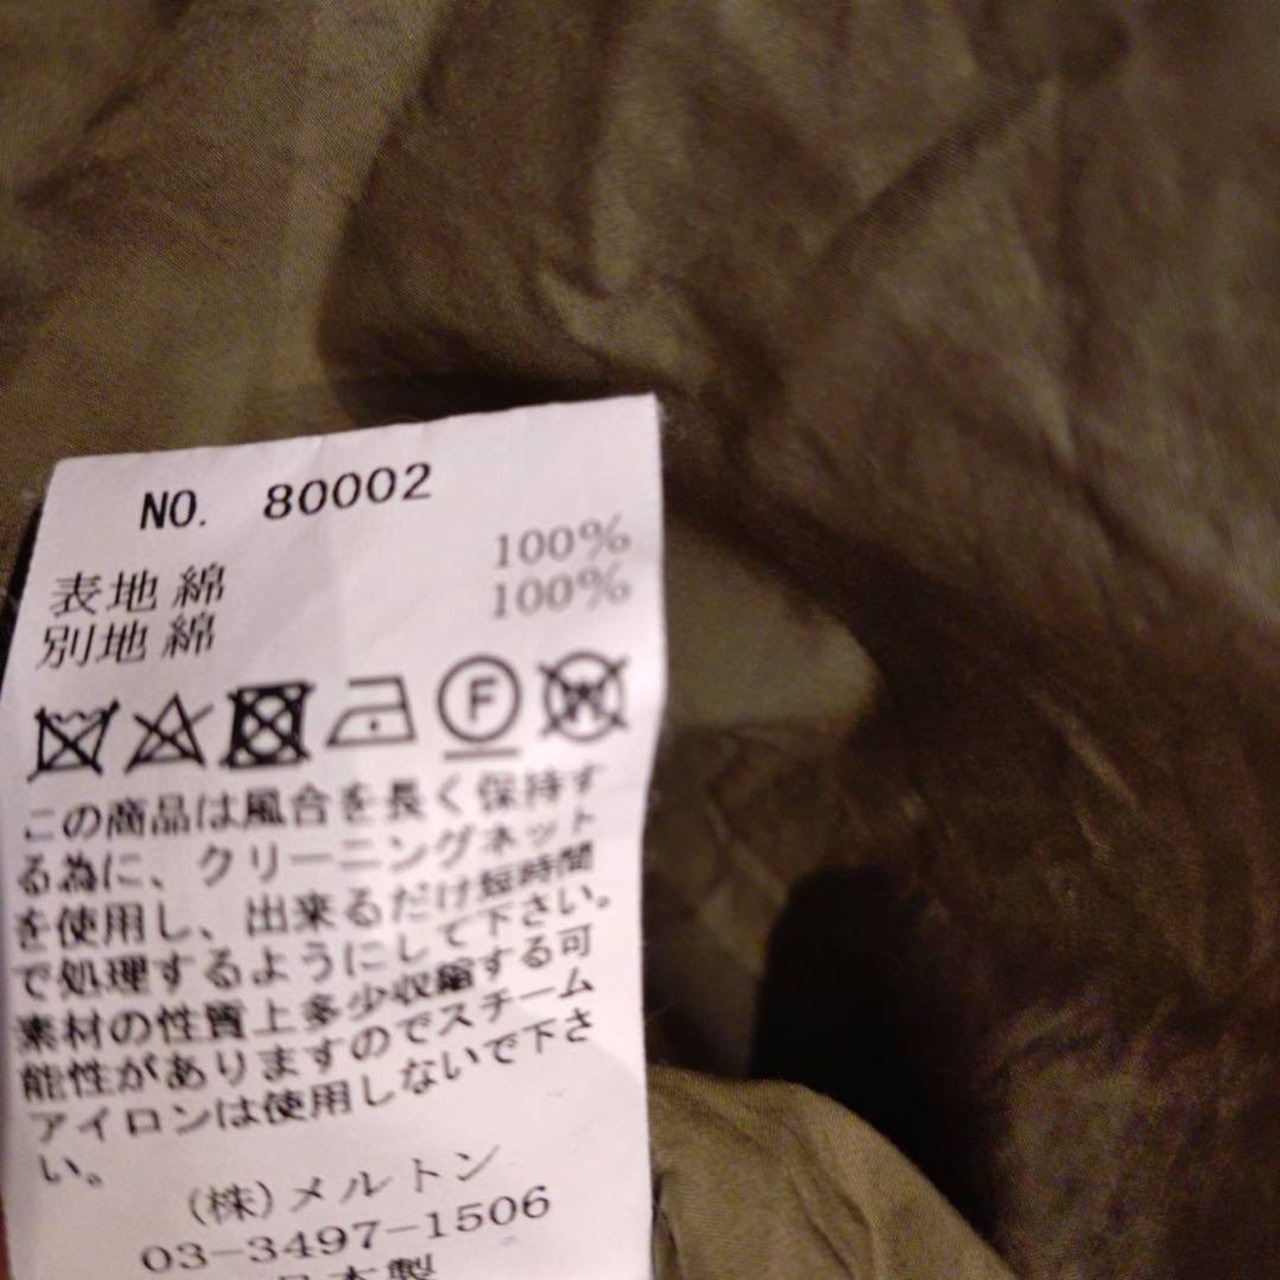 NO. 80002
表地 綿 100%
別地 綿 100%
F W
この商品は風合を長く保持す
る為に、クリーニングネット
を使用し、出来るだけ短時間
で処理するようにして下さい。
素材の性質上多少収縮する可
能性がありますのでスチーム
アイロンは使用しないで下さ
い。
(株)メルトン
03-3497-1506
日本製